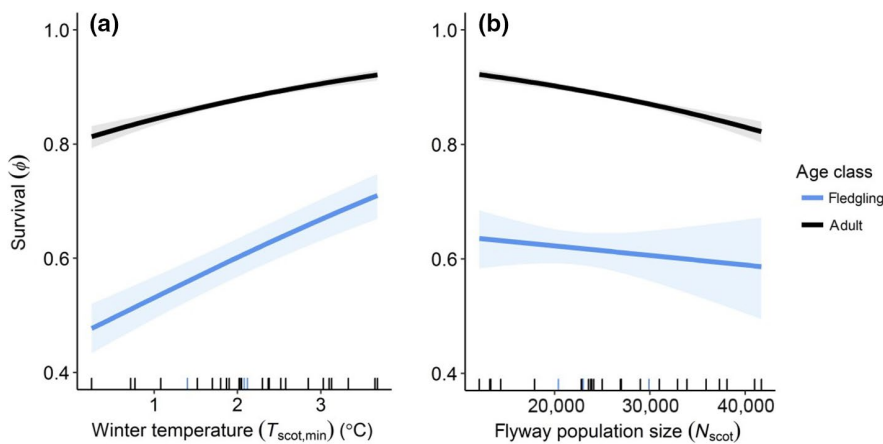 (a)
(b)
1.0
0.8
0.6
0.4
1.0
0.8
0.6
0.4
Survival (ϕ)
Age class
Fledgling
Adult
1 2 3
20,000 30,000 40,000
Winter temperature (Tscot,min) (°C)
Flyway population size (Nscot)